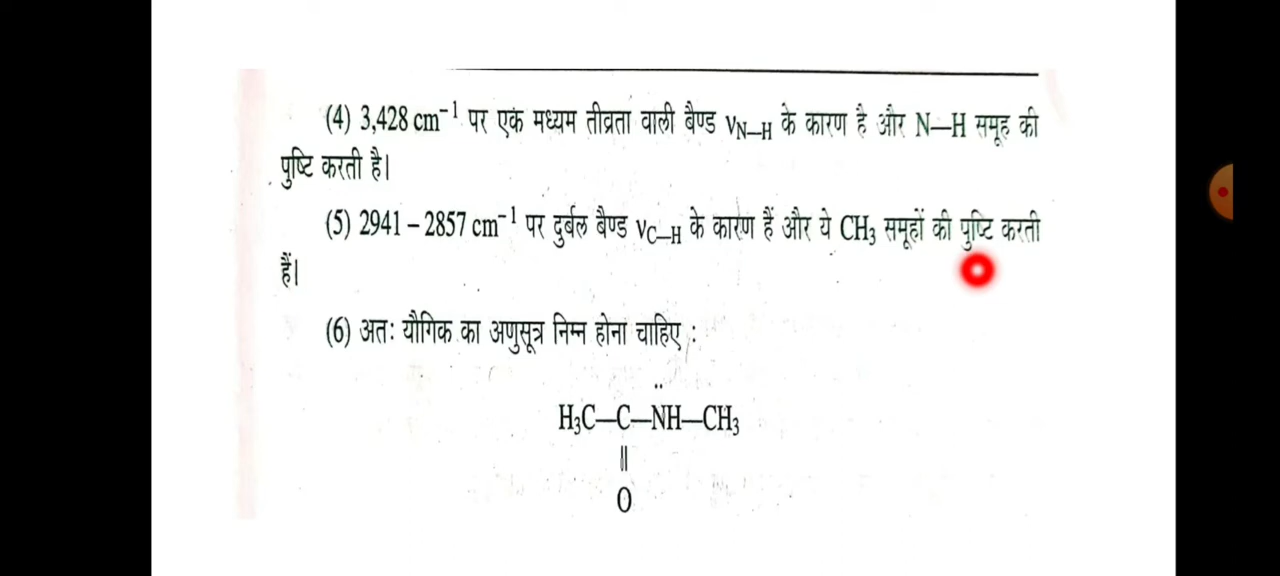 (4) 3,428 cm⁻¹ पर एक मध्यम तीव्रता वाली बैण्ड ν_N—H के कारण है और N—H समूह की
पुष्टि करती है।
(5) 2941 – 2857 cm⁻¹ पर दुर्बल बैण्ड ν_C—H के कारण हैं और ये CH₃ समूहों की पुष्टि करती
हैं।
(6) अतः यौगिक का अणुसूत्र निम्न होना चाहिए :
..
H₃C—C—NH—CH₃
||
O